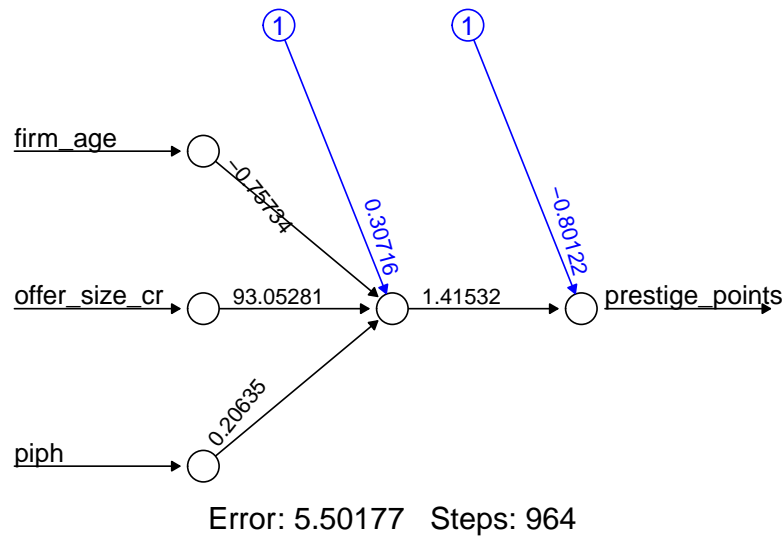 1 1
firm_age
−0.75734
0.30716
−0.80122
offer_size_cr 93.05281 1.41532 prestige_points
0.20635
piph
Error: 5.50177 Steps: 964